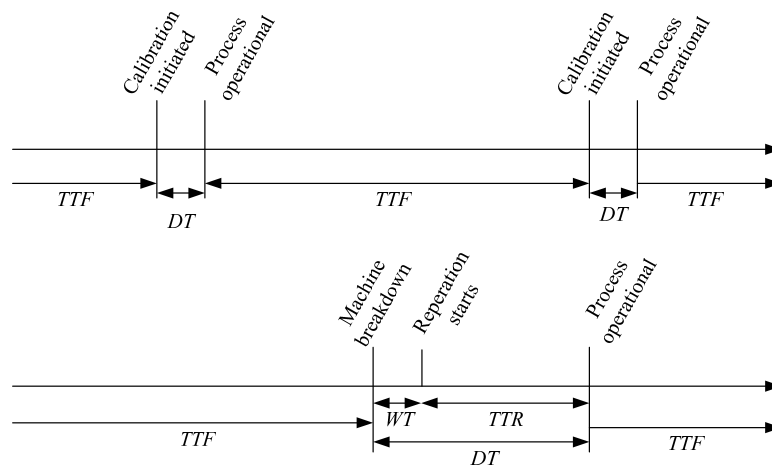 Calibration
initiated
Process
operational
Calibration
initiated
Process
operational
TTF
DT
TTF
DT
TTF
Machine
breakdown
Reperation
starts
Process
operational
WT
TTR
TTF
DT
TTF